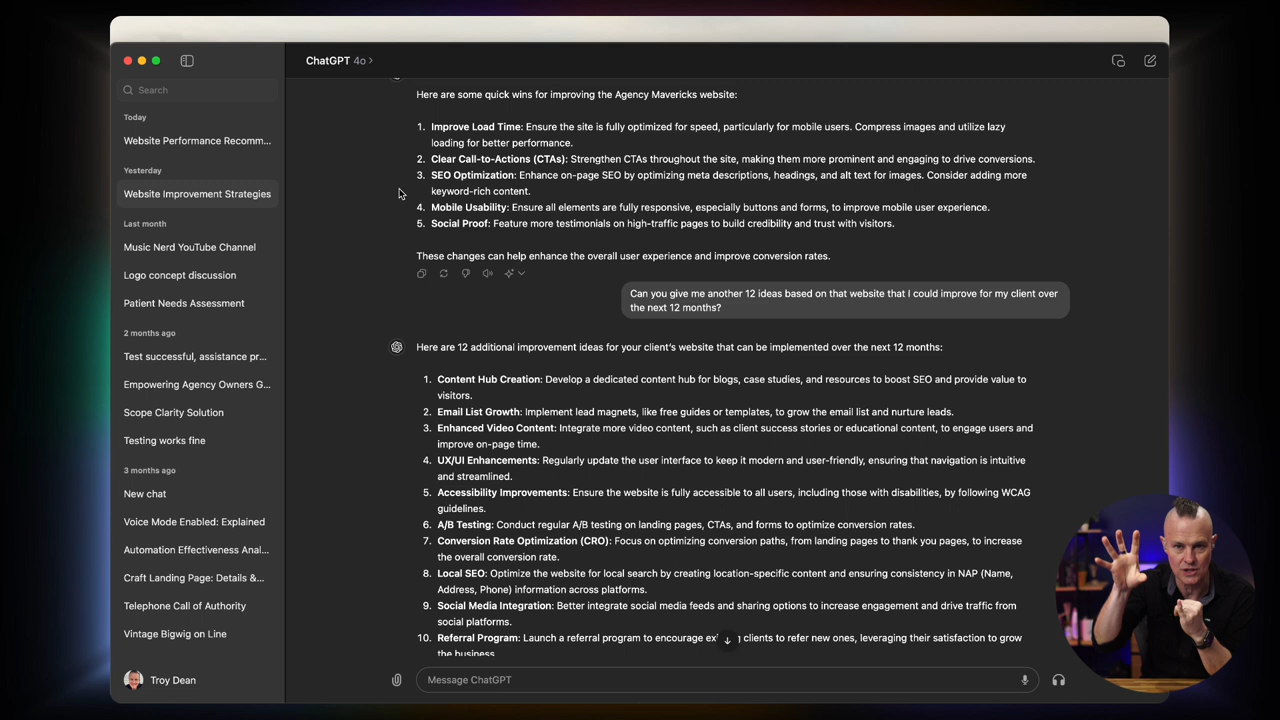 ChatGPT 4o >
Search
Today
Website Performance Recomm...
Yesterday
Website Improvement Strategies
Last month
Music Nerd YouTube Channel
Logo concept discussion
Patient Needs Assessment
2 months ago
Test successful, assistance pr...
Empowering Agency Owners G...
Scope Clarity Solution
Testing works fine
3 months ago
New chat
Voice Mode Enabled: Explained
Automation Effectiveness Anal...
Craft Landing Page: Details &...
Telephone Call of Authority
Vintage Bigwig on Line
Troy Dean
Here are some quick wins for improving the Agency Mavericks website:
1. Improve Load Time: Ensure the site is fully optimized for speed, particularly for mobile users. Compress images and utilize lazy
loading for better performance.
2. Clear Call-to-Actions (CTAs): Strengthen CTAs throughout the site, making them more prominent and engaging to drive conversions.
3. SEO Optimization: Enhance on-page SEO by optimizing meta descriptions, headings, and alt text for images. Consider adding more
keyword-rich content.
4. Mobile Usability: Ensure all elements are fully responsive, especially buttons and forms, to improve mobile user experience.
5. Social Proof: Feature more testimonials on high-traffic pages to build credibility and trust with visitors.
These changes can help enhance the overall user experience and improve conversion rates.
Can you give me another 12 ideas based on that website that I could improve for my client over
the next 12 months?
Here are 12 additional improvement ideas for your client's website that can be implemented over the next 12 months:
1. Content Hub Creation: Develop a dedicated content hub for blogs, case studies, and resources to boost SEO and provide value to
visitors.
2. Email List Growth: Implement lead magnets, like free guides or templates, to grow the email list and nurture leads.
3. Enhanced Video Content: Integrate more video content, such as client success stories or educational content, to engage users and
improve on-page time.
4. UX/UI Enhancements: Regularly update the user interface to keep it modern and user-friendly, ensuring that navigation is intuitive
and streamlined.
5. Accessibility Improvements: Ensure the website is fully accessible to all users, including those with disabilities, by following WCAG
guidelines.
6. A/B Testing: Conduct regular A/B testing on landing pages, CTAs, and forms to optimize conversion rates.
7. Conversion Rate Optimization (CRO): Focus on optimizing conversion paths, from landing pages to thank you pages, to increase
the overall conversion rate.
8. Local SEO: Optimize the website for local search by creating location-specific content and ensuring consistency in NAP (Name,
Address, Phone) information across platforms.
9. Social Media Integration: Better integrate social media feeds and sharing options to increase engagement and drive traffic from
social platforms.
10. Referral Program: Launch a referral program to encourage clients to refer new ones, leveraging their satisfaction to grow
the business.
Message ChatGPT